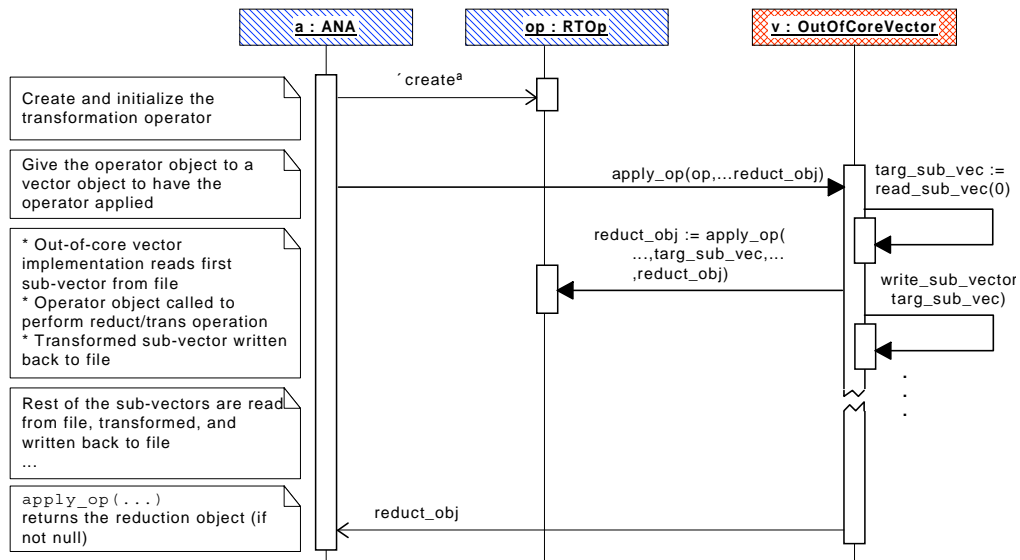 a : ANA
op : RTOp
v : OutOfCoreVector
Create and initialize the
transformation operator
´createª
Give the operator object to a
vector object to have the
operator applied
apply_op(op,...reduct_obj)
targ_sub_vec :=
read_sub_vec(0)
* Out-of-core vector
implementation reads first
sub-vector from file
* Operator object called to
perform reduct/trans operation
* Transformed sub-vector written
back to file
reduct_obj := apply_op(
...,targ_sub_vec,...
,reduct_obj)
write_sub_vector
targ_sub_vec)
.
.
.
Rest of the sub-vectors are read
from file, transformed, and
written back to file
...
apply_op(...)
returns the reduction object (if
not null)
reduct_obj